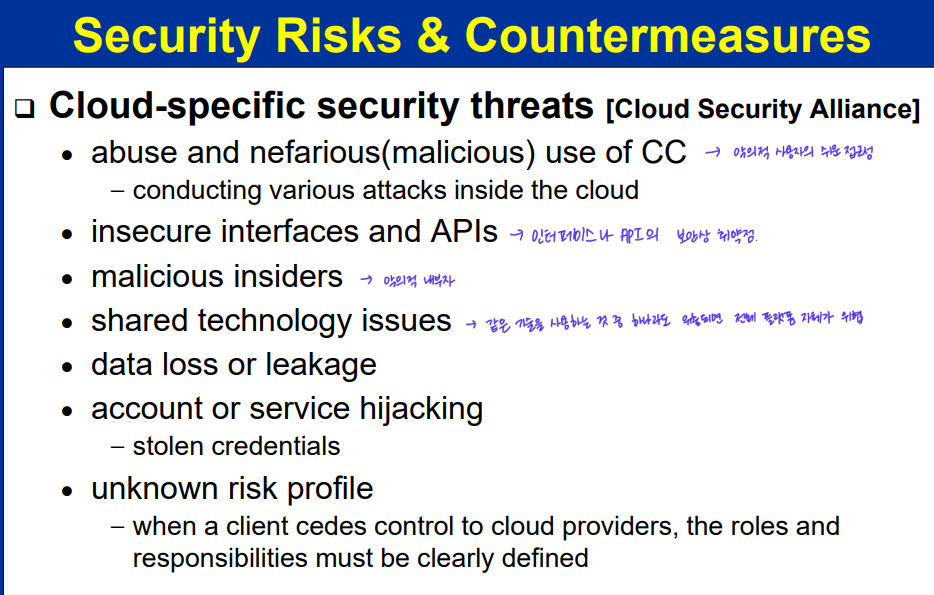 Security Risks & Countermeasures
❑ Cloud-specific security threats [Cloud Security Alliance]
• abuse and nefarious(malicious) use of CC → 악의적 사용자의 쉬운 접근성
– conducting various attacks inside the cloud
• insecure interfaces and APIs → 인터페이스나 API의 보안상 취약점.
• malicious insiders → 악의적 내부자
• shared technology issues → 같은 기술을 사용하는 것 중 하나라도 되면 전체 플랫폼 자체가 위협
• data loss or leakage
• account or service hijacking
– stolen credentials
• unknown risk profile
– when a client cedes control to cloud providers, the roles and
responsibilities must be clearly defined